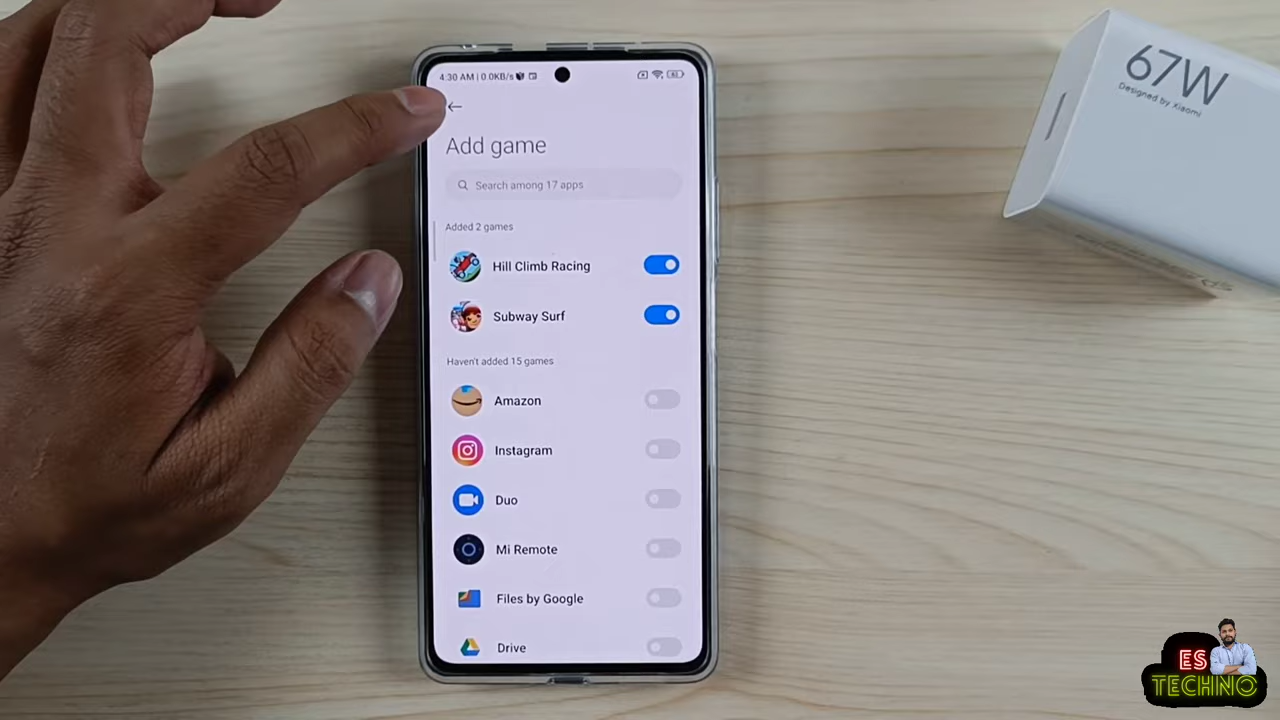 4:30 AM | 0.0KB/s
Add game
Search among 17 apps
Added 2 games
Hill Climb Racing
Subway Surf
Haven't added 15 games
Amazon
Instagram
Duo
Mi Remote
Files by Google
Drive
67W
Designed by Xiaomi
ES
TECHNO